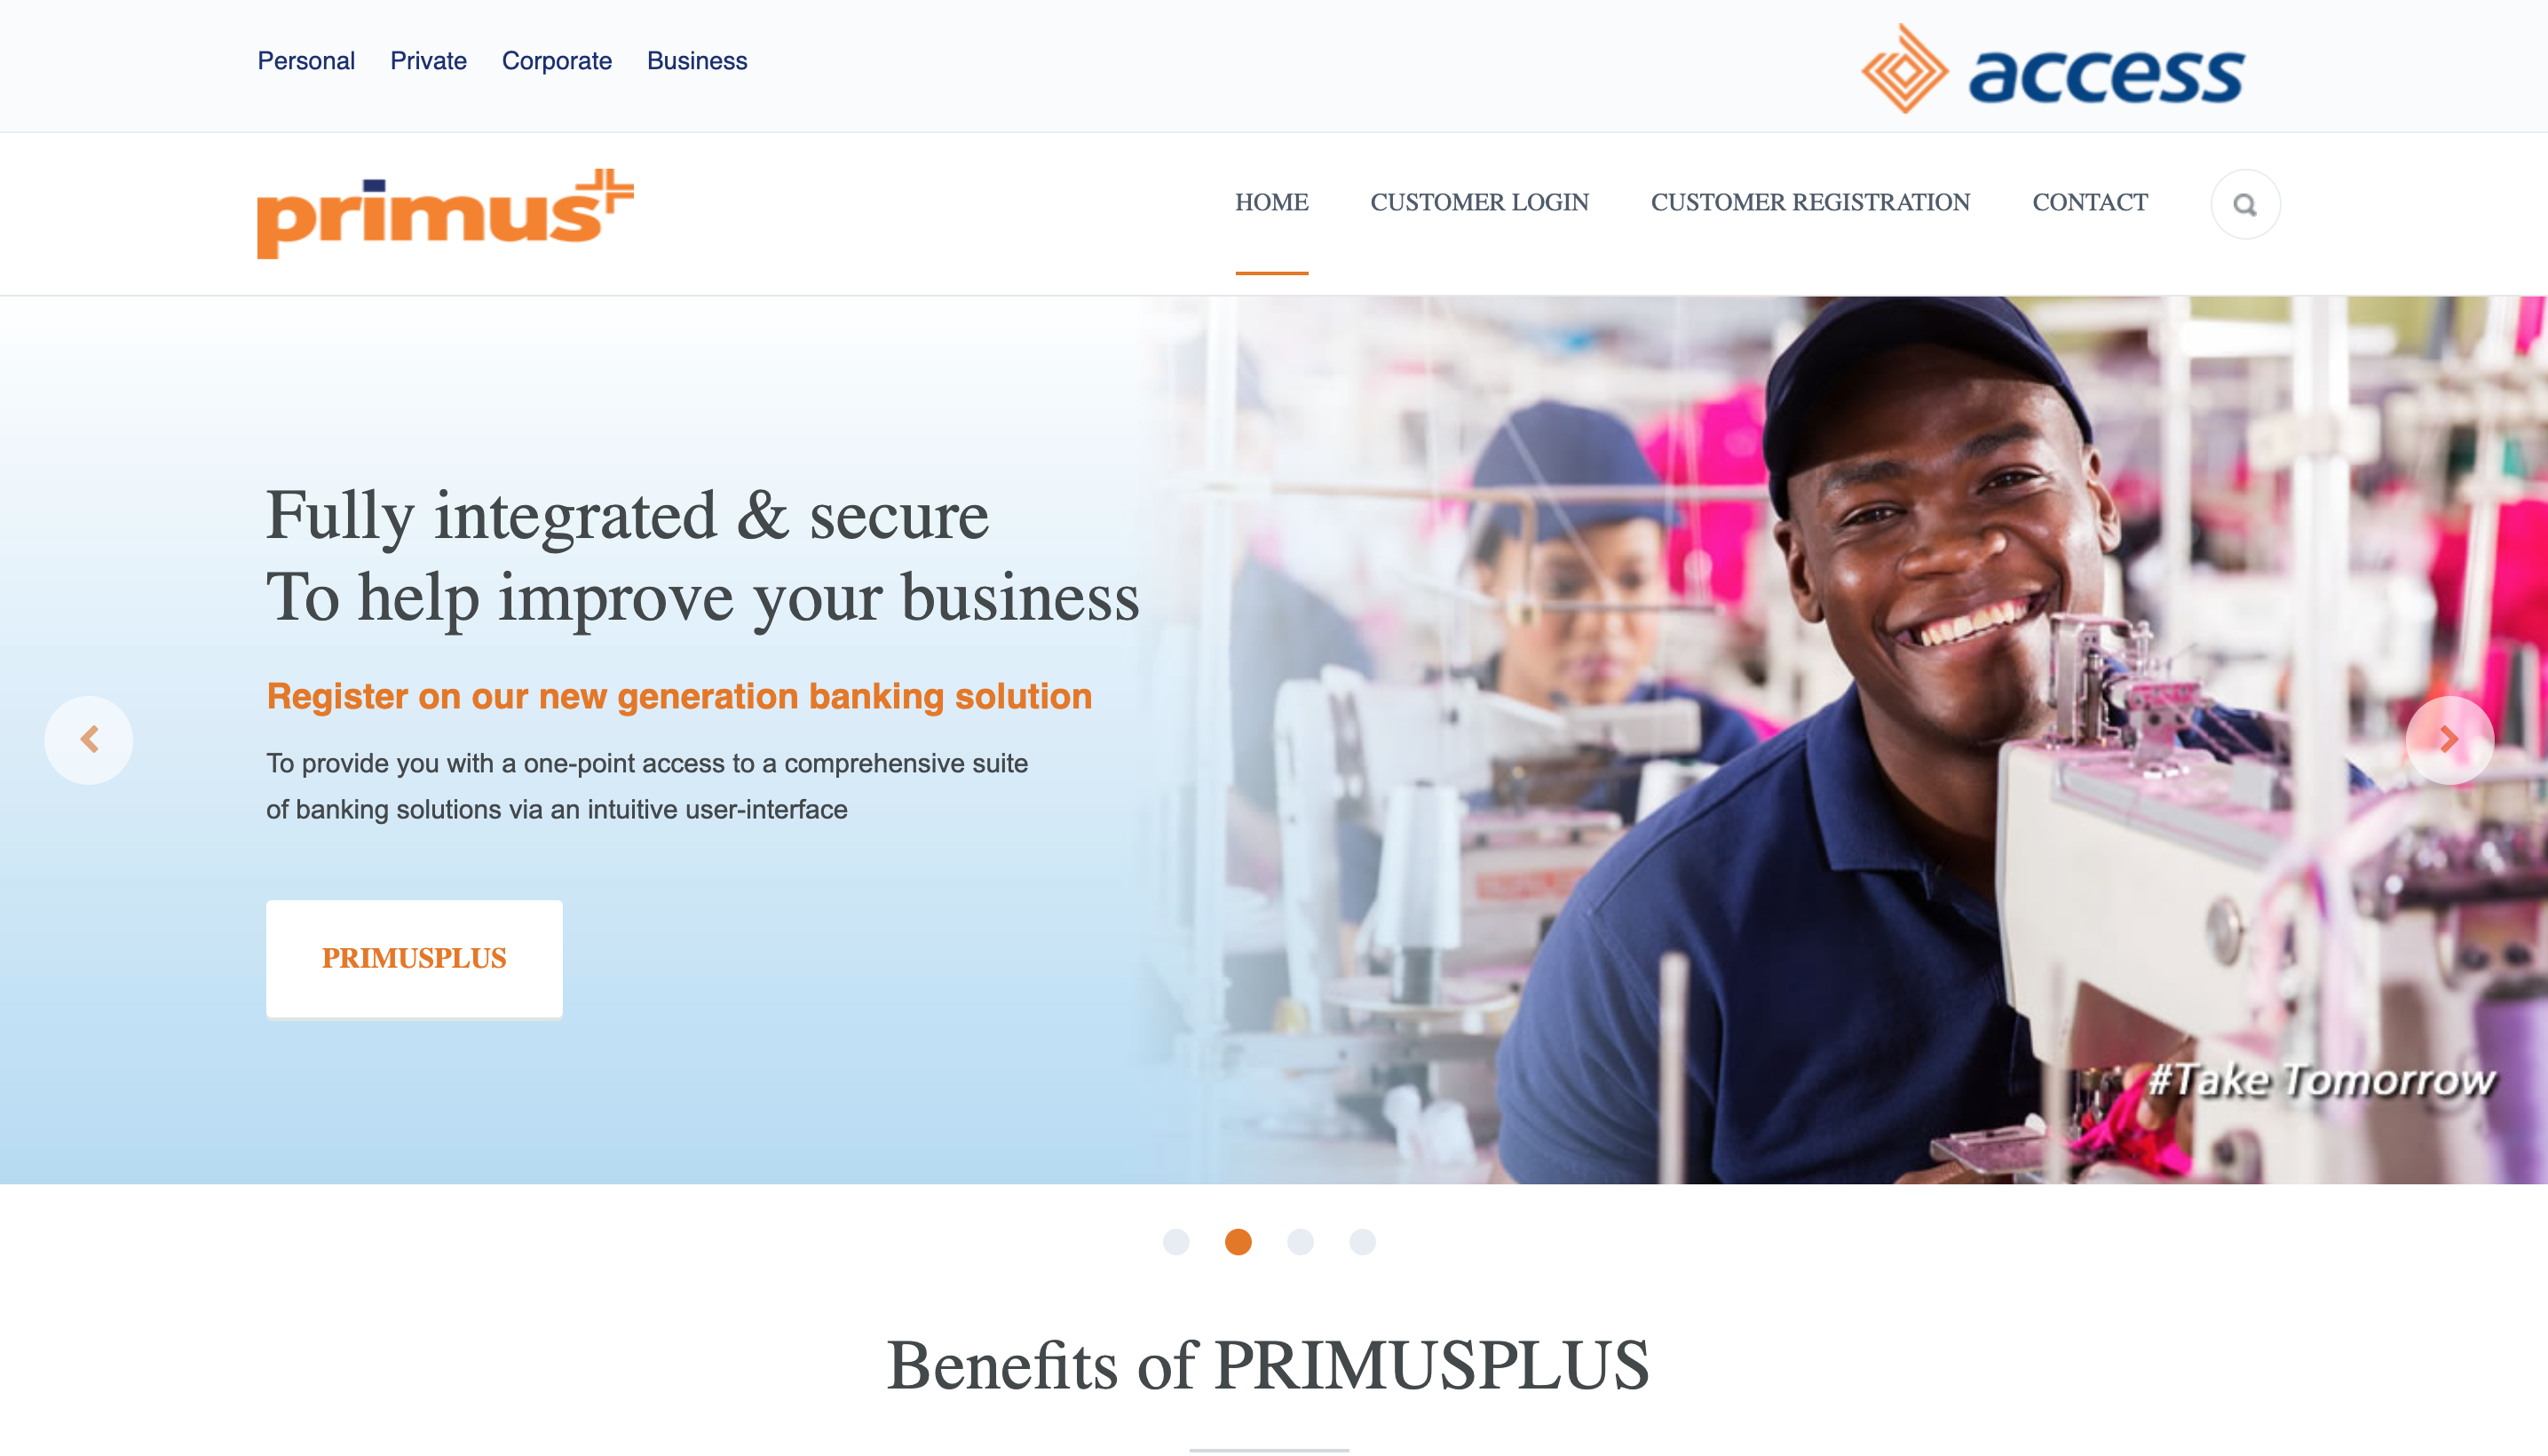 Personal Private Corporate Business
access
primus+
HOME CUSTOMER LOGIN CUSTOMER REGISTRATION CONTACT
Fully integrated & secure
To help improve your business
Register on our new generation banking solution
To provide you with a one-point access to a comprehensive suite
of banking solutions via an intuitive user-interface
PRIMUSPLUS
#Take Tomorrow
Benefits of PRIMUSPLUS